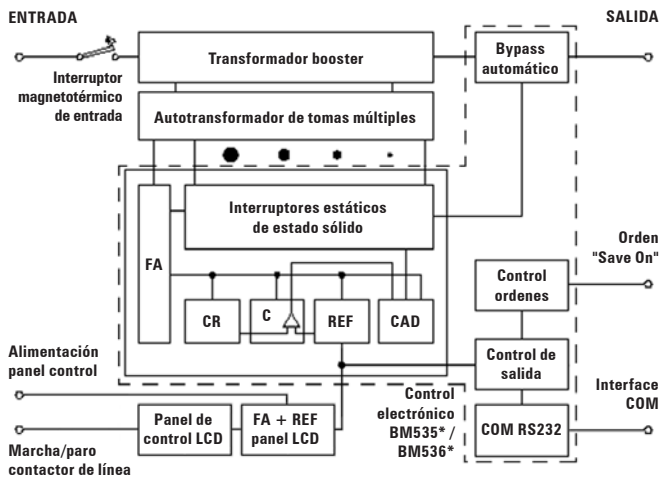 ENTRADA
SALIDA
Interruptor
magnetotérmico
de entrada
Transformador booster
Bypass
automático
Autotransformador de tomas múltiples
Interruptores estáticos
de estado sólido
FA
CR
C
REF
CAD
Orden
"Save On"
Control
ordenes
Control de
salida
Interface
COM
COM RS232
Control
electrónico
BM535* /
BM536*
Alimentación
panel control
Panel de
control LCD
FA + REF
panel LCD
Marcha/paro
contactor de línea